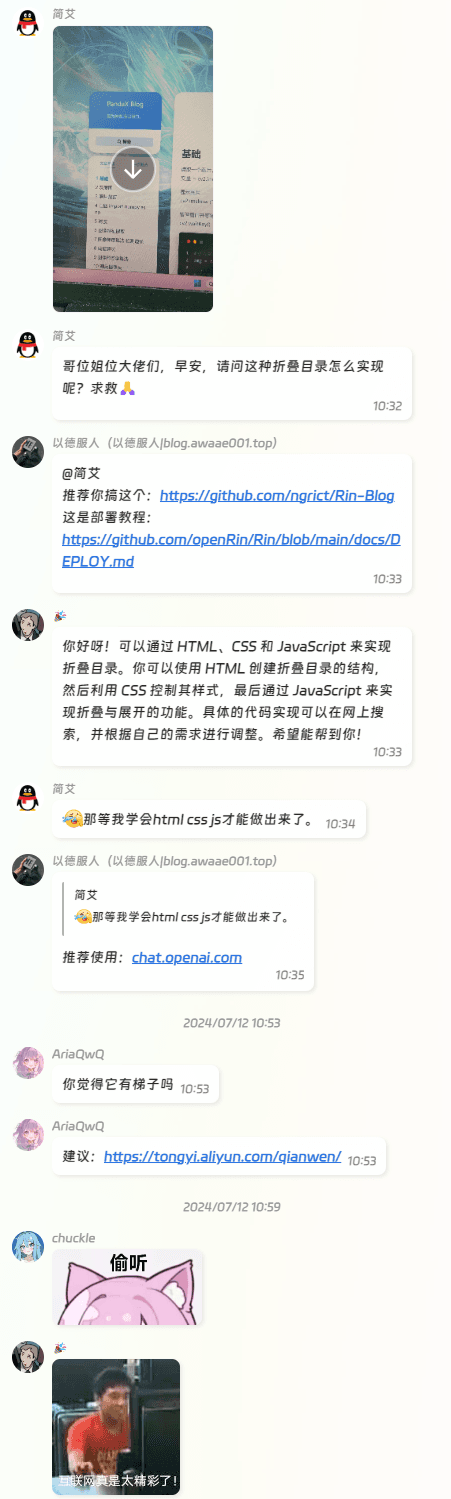 简艾
PandaX Blog
基础
简艾
哥位姐位大佬们，早安，请问这种折叠目录怎么实现
呢？求救🙏
10:32
以德服人（以德服人|blog.awaae001.top）
@简艾
推荐你搞这个：https://github.com/ngrict/Rin-Blog
这是部署教程：
https://github.com/openRin/Rin/blob/main/docs/D
EPLOY.md
10:33
🎉
你好呀！可以通过 HTML、CSS 和 JavaScript 来实现
折叠目录。你可以使用 HTML 创建折叠目录的结构，
然后利用 CSS 控制其样式，最后通过 JavaScript 来实
现折叠与展开的功能。具体的代码实现可以在网上搜
索，并根据自己的需求进行调整。希望能帮到你！
10:33
简艾
🤣那等我学会html css js才能做出来了。 10:34
以德服人（以德服人|blog.awaae001.top）
简艾
🤣那等我学会html css js才能做出来了。
推荐使用：chat.openai.com
10:35
2024/07/12 10:53
AriaQwQ
你觉得它有梯子吗 10:53
AriaQwQ
建议：https://tongyi.aliyun.com/qianwen/ 10:53
2024/07/12 10:59
chuckle
偷听
🎉
互联网真是太精彩了！